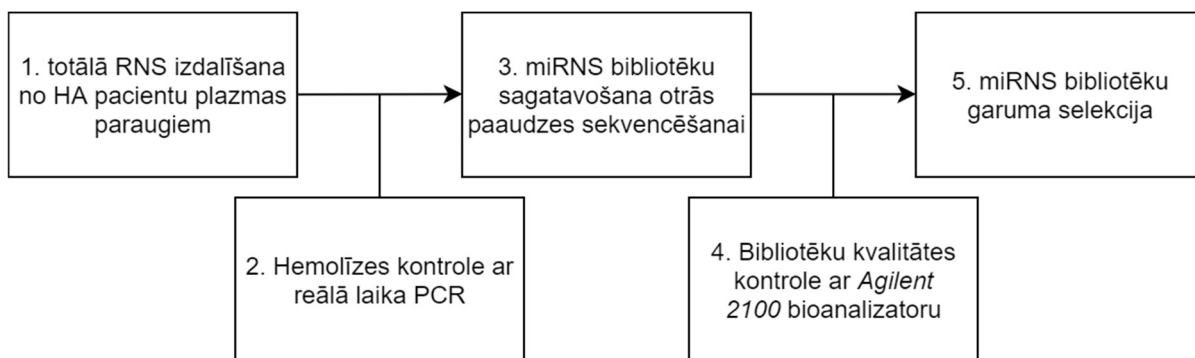 1. totālā RNS izdalīšana
no HA pacientu plazmas
paraugiem
2. Hemolīzes kontrole ar
reālā laika PCR
3. miRNS bibliotēku
sagatavošana otrās
paaudzes sekvencēšanai
4. Bibliotēku kvalitātes
kontrole ar Agilent
2100 bioanalizatoru
5. miRNS bibliotēku
garuma selekcija